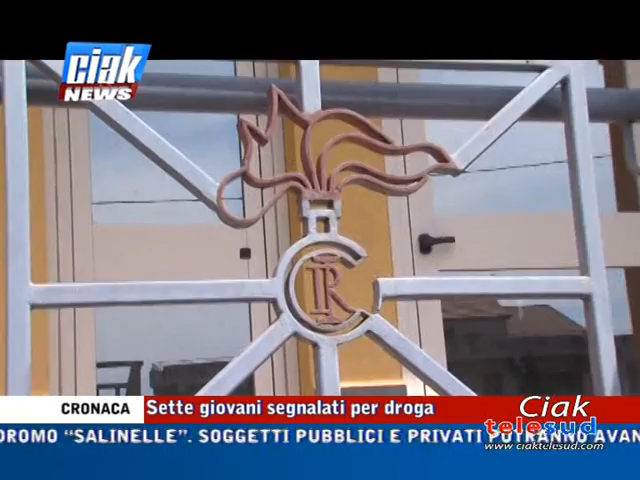 ciak
NEWS
RI
CRONACA
Sette giovani segnalati per droga
Ciak
telesud
www.ciaktelesud.com
DROMO “SALINELLE”. SOGGETTI PUBBLICI E PRIVATI POTRANNO AVAN